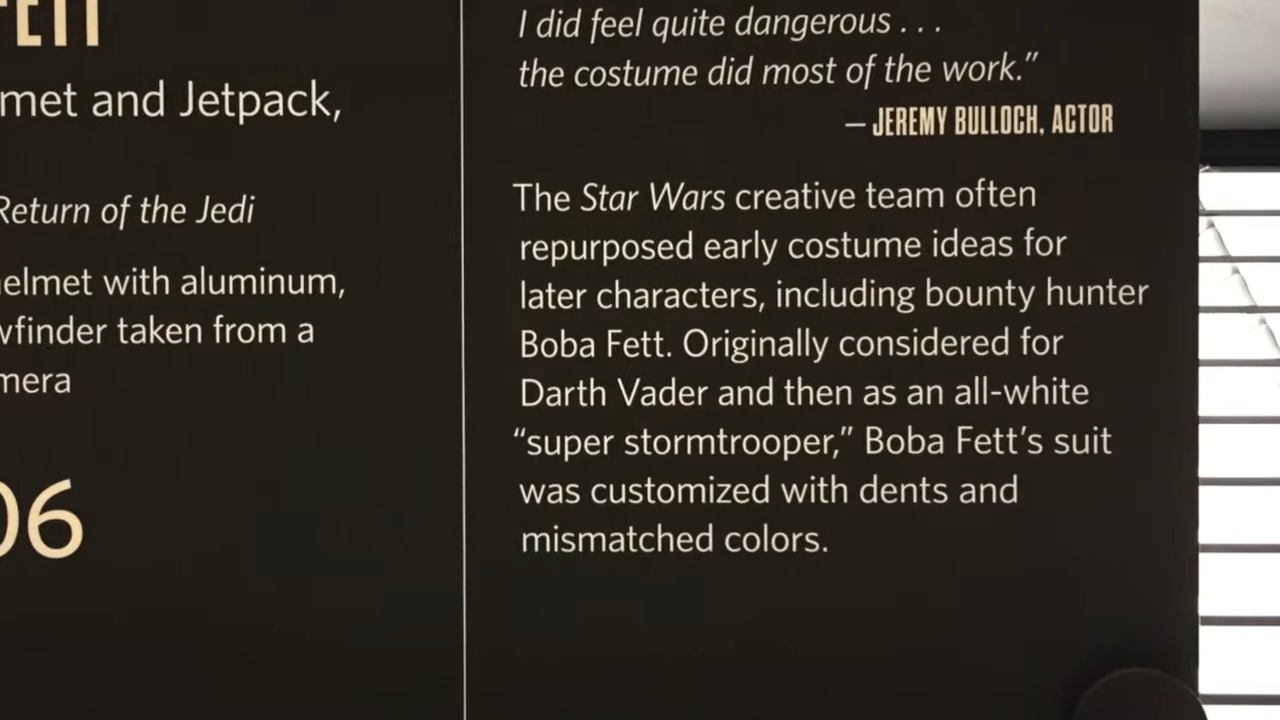 FETT
met and Jetpack,
Return of the Jedi
elmet with aluminum,
wfinder taken from a
mera
06
I did feel quite dangerous . . .
the costume did most of the work.”
– JEREMY BULLOCH, ACTOR
The Star Wars creative team often
repurposed early costume ideas for
later characters, including bounty hunter
Boba Fett. Originally considered for
Darth Vader and then as an all-white
“super stormtrooper,” Boba Fett’s suit
was customized with dents and
mismatched colors.